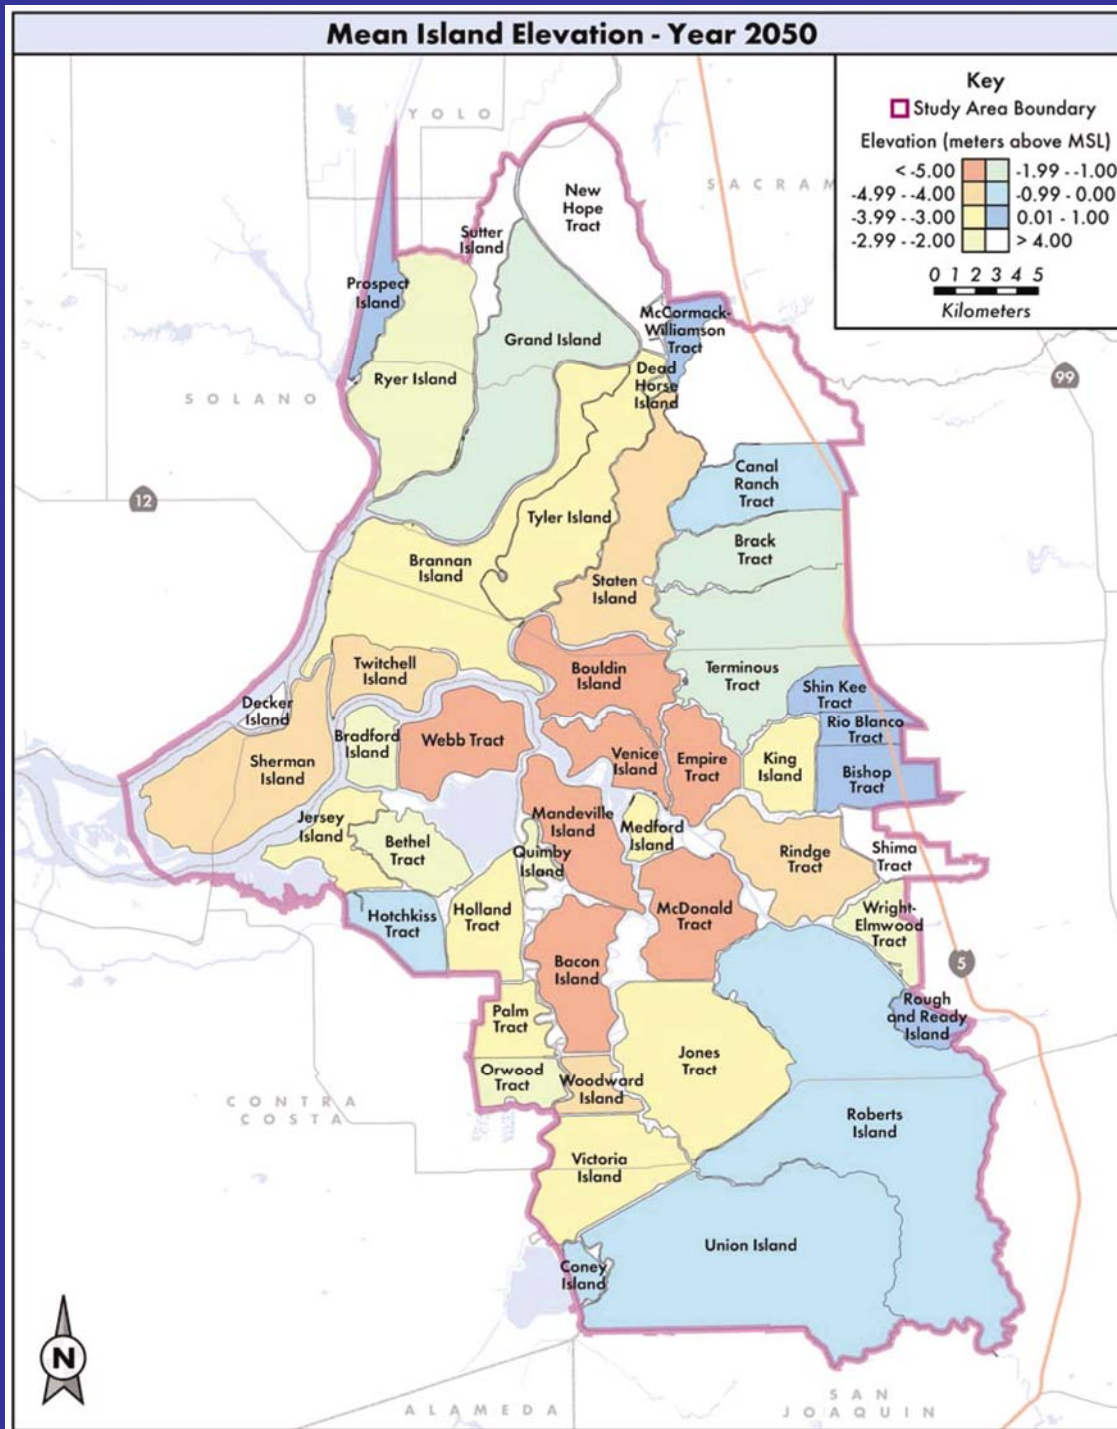 Mean Island Elevation - Year 2050
Key
Study Area Boundary
Elevation (meters above MSL)
< -5.00
-1.99 - -1.00
-4.99 - -4.00
-0.99 - 0.00
-3.99 - -3.00
0.01 - 1.00
-2.99 - -2.00
> 4.00
0 1 2 3 4 5
Kilometers
YOLO
SACRAM
New
Hope
Tract
Sutter
Island
Prospect
Island
McCormack-
Williamson
Tract
Grand Island
Dead
Horse
Island
Ryer Island
99
SOLANO
12
Canal
Ranch
Tract
Tyler Island
Brack
Tract
Brannan
Island
Staten
Island
Twitchell
Island
Bouldin
Island
Terminous
Tract
Shin Kee
Tract
Decker
Island
Rio Blanco
Tract
Bradford
Island
Webb Tract
Venice
Island
Empire
Tract
King
Island
Bishop
Tract
Sherman
Island
Jersey
Island
Mandeville
Island
Medford
Island
Bethel
Tract
Quimby
Island
Rindge
Tract
Shima
Tract
Hotchkiss
Tract
Holland
Tract
McDonald
Tract
Wright-
Elmwood
Tract
5
Bacon
Island
Rough
and Ready
Island
Palm
Tract
Jones
Tract
Orwood
Tract
Woodward
Island
CONTRA
COSTA
Roberts
Island
Victoria
Island
Union Island
Coney
Island
N
ALAMEDA
SAN
JOAQUIN